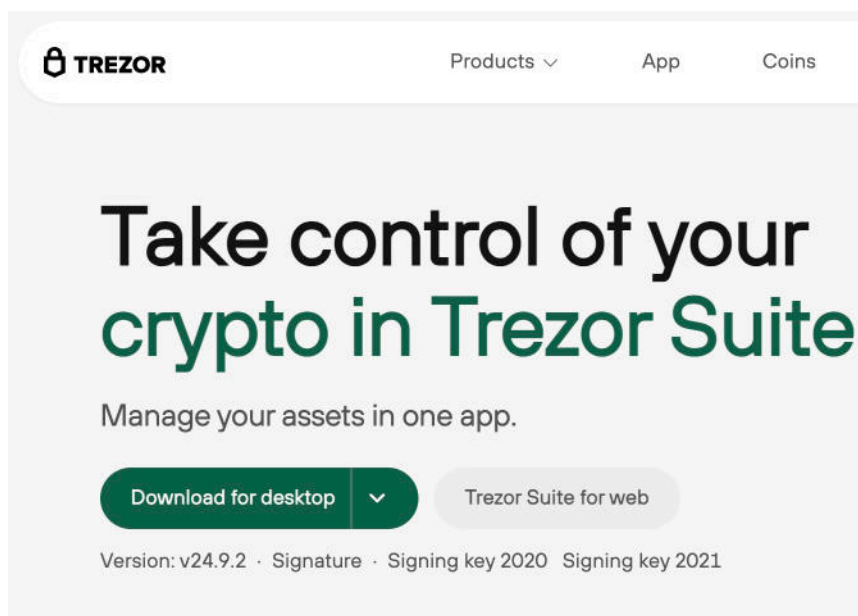 TREZOR Products App Coins
Take control of your
crypto in Trezor Suite
Manage your assets in one app.
Download for desktop Trezor Suite for web
Version: v24.9.2 · Signature · Signing key 2020 Signing key 2021